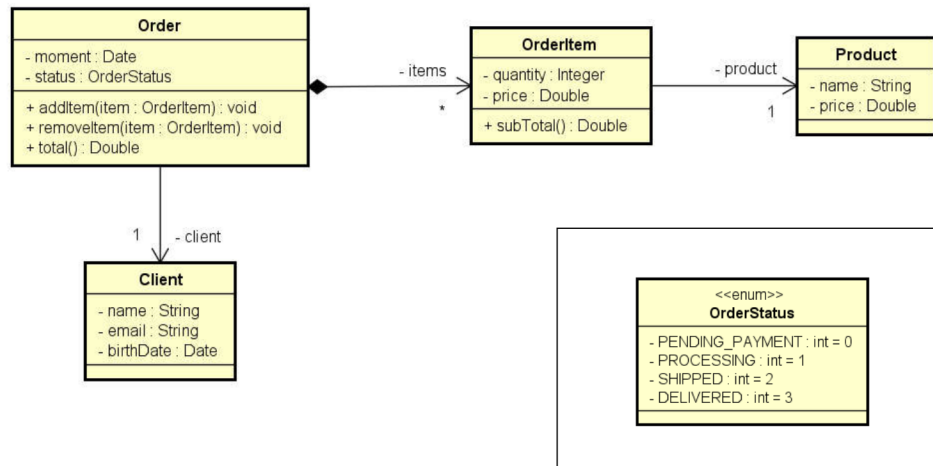 Order
- moment : Date
- status : OrderStatus
+ addItem(item : OrderItem) : void
+ removeItem(item : OrderItem) : void
+ total() : Double
- items
*
OrderItem
- quantity : Integer
- price : Double
+ subTotal() : Double
- product
1
Product
- name : String
- price : Double
1
- client
Client
- name : String
- email : String
- birthDate : Date
<<enum>>
OrderStatus
- PENDING_PAYMENT : int = 0
- PROCESSING : int = 1
- SHIPPED : int = 2
- DELIVERED : int = 3